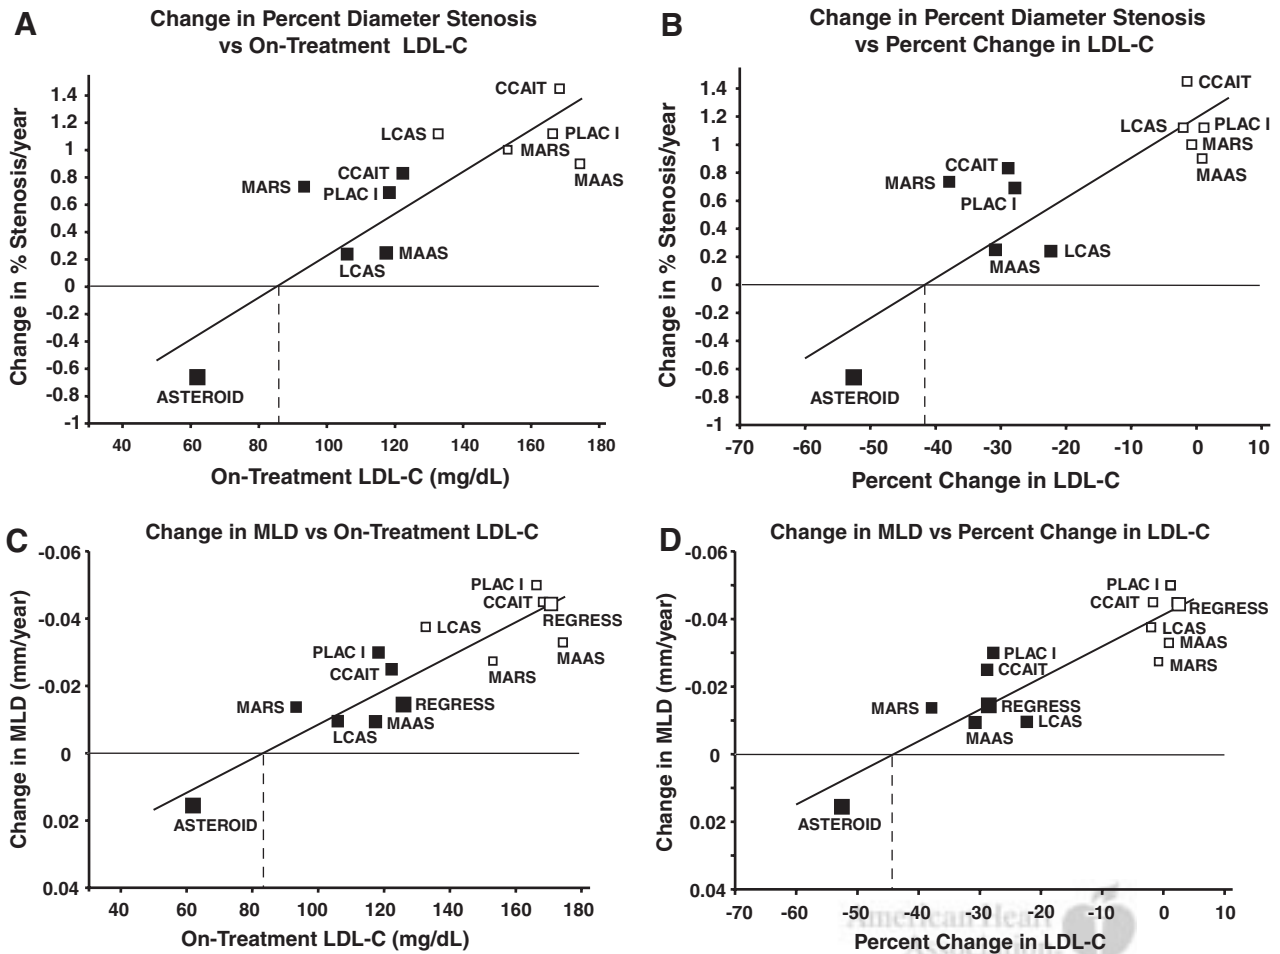 A
Change in Percent Diameter Stenosis
vs On-Treatment LDL-C
Change in % Stenosis/year
1.4
1.2
1
0.8
0.6
0.4
0.2
0
-0.2
-0.4
-0.6
-0.8
-1
CCAIT
LCAS
PLAC I
MARS
MAAS
CCAIT
MARS
PLAC I
MAAS
LCAS
ASTEROID
40 60 80 100 120 140 160 180
On-Treatment LDL-C (mg/dL)
B
Change in Percent Diameter Stenosis
vs Percent Change in LDL-C
Change in % Stenosis/year
1.4
1.2
1
0.8
0.6
0.4
0.2
0
-0.2
-0.4
-0.6
-0.8
-1
CCAIT
LCAS
PLAC I
MARS
MAAS
CCAIT
MARS
PLAC I
MAAS
LCAS
ASTEROID
-70 -60 -50 -40 -30 -20 -10 0 10
Percent Change in LDL-C
C
Change in MLD vs On-Treatment LDL-C
Change in MLD (mm/year)
-0.06
-0.04
-0.02
0
0.02
0.04
PLAC I
CCAIT
REGRESS
LCAS
MAAS
PLAC I
CCAIT
MARS
MARS
REGRESS
MAAS
LCAS
ASTEROID
40 60 80 100 120 140 160 180
On-Treatment LDL-C (mg/dL)
D
Change in MLD vs Percent Change in LDL-C
Change in MLD (mm/year)
-0.06
-0.04
-0.02
0
0.02
0.04
PLAC I
CCAIT
REGRESS
LCAS
MAAS
PLAC I
MARS
CCAIT
MARS
REGRESS
LCAS
MAAS
ASTEROID
-70 -60 -50 -40 -30 -20 -10 0 10
American Heart
Association
Percent Change in LDL-C